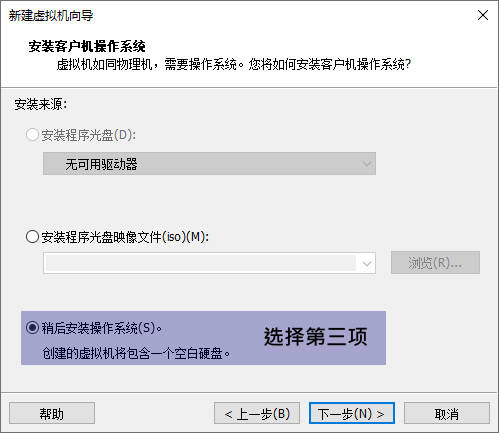 新建虚拟机向导
安装客户机操作系统
虚拟机如同物理机，需要操作系统。您将如何安装客户机操作系统?
安装来源:
安装程序光盘(D):
无可用驱动器
安装程序光盘映像文件(iso)(M):
浏览(R)...
稍后安装操作系统(S)。
选择第三项
创建的虚拟机将包含一个空白硬盘。
帮助
< 上一步(B)
下一步(N) >
取消